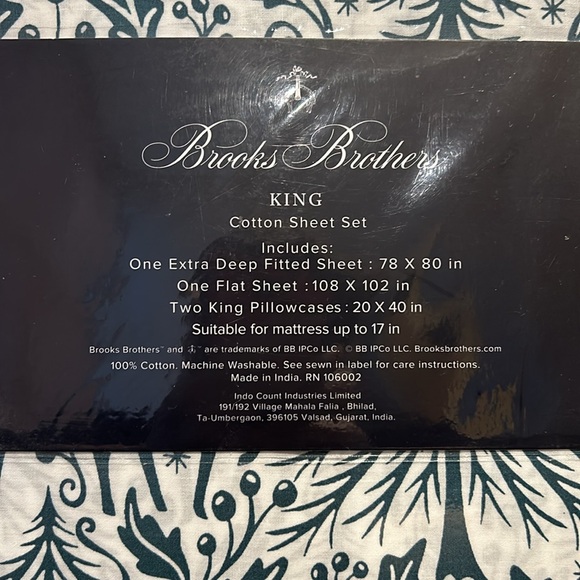 Brooks Brothers
KING
Cotton Sheet Set
Includes:
One Extra Deep Fitted Sheet : 78 X 80 in
One Flat Sheet : 108 X 102 in
Two King Pillowcases : 20 X 40 in
Suitable for mattress up to 17 in
Brooks Brothers™ and ™ are trademarks of BB IPCo LLC. © BB IPCo LLC. Brooksbrothers.com
100% Cotton. Machine Washable. See sewn in label for care instructions.
Made in India. RN 106002
Indo Count Industries Limited
191/192 Village Mahala Falia , Bhilad,
Ta-Umbergaon, 396105 Valsad, Gujarat, India.